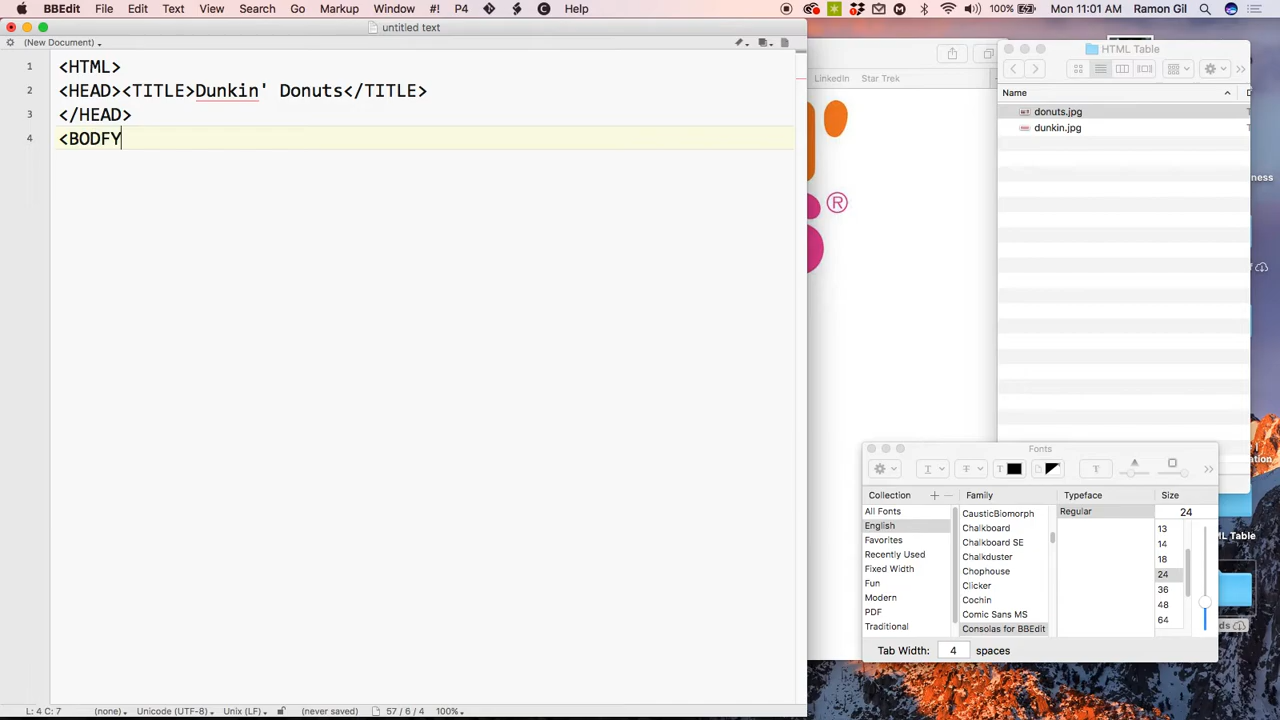 BBEdit File Edit Text View Search Go Markup Window #! P4 Help 100% Mon 11:01 AM Ramon Gil
untitled text
(New Document)
1 <HTML>
2 <HEAD><TITLE>Dunkin' Donuts</TITLE>
3 </HEAD>
4 <BODFY
LinkedIn Star Trek
®
HTML Table
Name
donuts.jpg
dunkin.jpg
ness
Fonts
Collection Family Typeface Size
All Fonts CausticBiomorph Regular 24
English Chalkboard 13
Favorites Chalkboard SE 14
Recently Used Chalkduster 18
Fixed Width Chophouse 24
Fun Clicker 36
Modern Cochin 48
PDF Comic Sans MS 64
Traditional Consolas for BBEdit
Tab Width: 4 spaces
ML Table
L: 4 C: 7 (none) Unicode (UTF-8) Unix (LF) (never saved) 57 / 6 / 4 100%